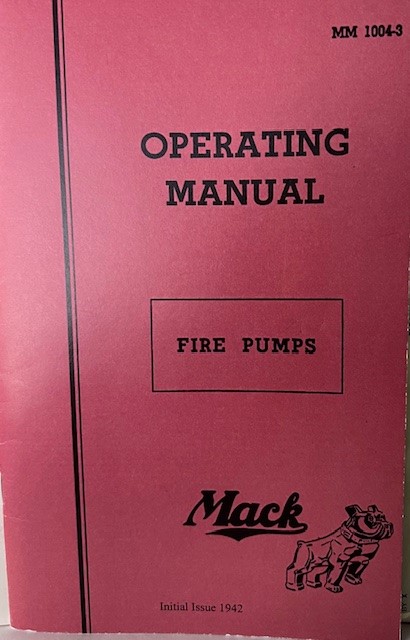 MM 1004-3
OPERATING
MANUAL
FIRE PUMPS
Mack
Initial Issue 1942